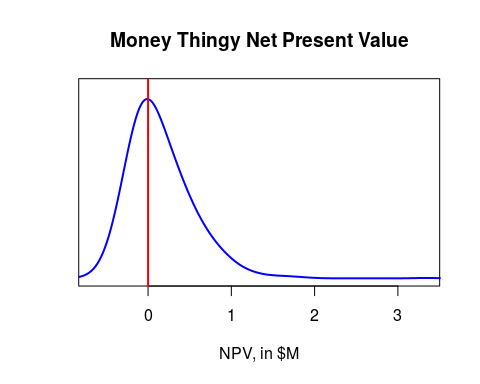 Money Thingy Net Present Value
0 1 2 3
NPV, in $M